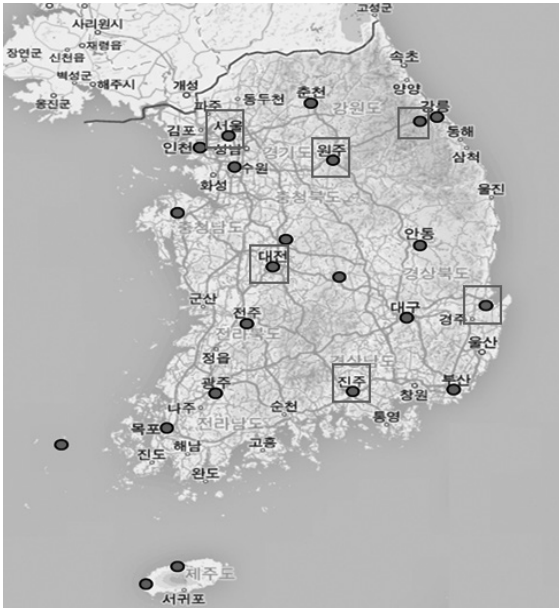 고성군
사리원시
장연군
재령읍
신천읍
속초
벽성군
해주시
개성
양양
옹진군
파주
동두천
춘천
강원도
강릉
김포
서울
동해
인천
성남
경기도
원주
삼척
수원
화성
충청북도
울진
충청남도
안동
대전
경상북도
군산
대구
경주
전주
전라북도
울산
정읍
경상남도
광주
진주
부산
창원
나주
순천
통영
목포
전라남도
해남
고흥
진도
완도
제주도
서귀포